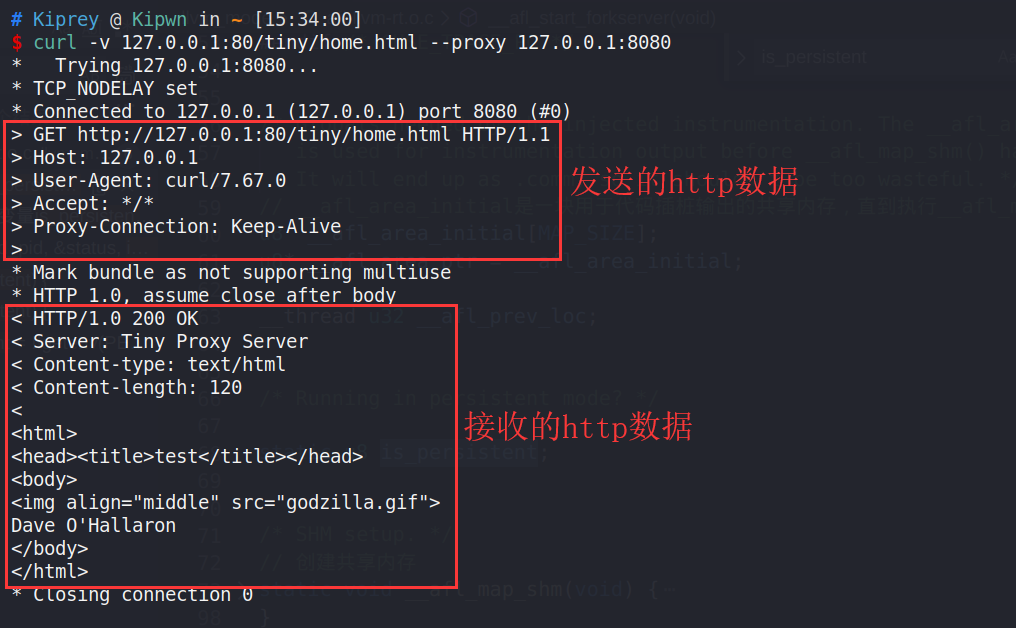 # Kiprey @ Kipwn in ~ [15:34:00]
$ curl -v 127.0.0.1:80/tiny/home.html --proxy 127.0.0.1:8080
*   Trying 127.0.0.1:8080...
* TCP_NODELAY set
* Connected to 127.0.0.1 (127.0.0.1) port 8080 (#0)
> GET http://127.0.0.1:80/tiny/home.html HTTP/1.1
> Host: 127.0.0.1
> User-Agent: curl/7.67.0
发送的http数据
> Accept: */*
> Proxy-Connection: Keep-Alive
>
* Mark bundle as not supporting multiuse
* HTTP 1.0, assume close after body
< HTTP/1.0 200 OK
< Server: Tiny Proxy Server
< Content-type: text/html
< Content-length: 120
<
<html>
接收的http数据
<head><title>test</title></head>
<body>
<img align="middle" src="godzilla.gif">
Dave O'Hallaron
</body>
</html>
* Closing connection 0